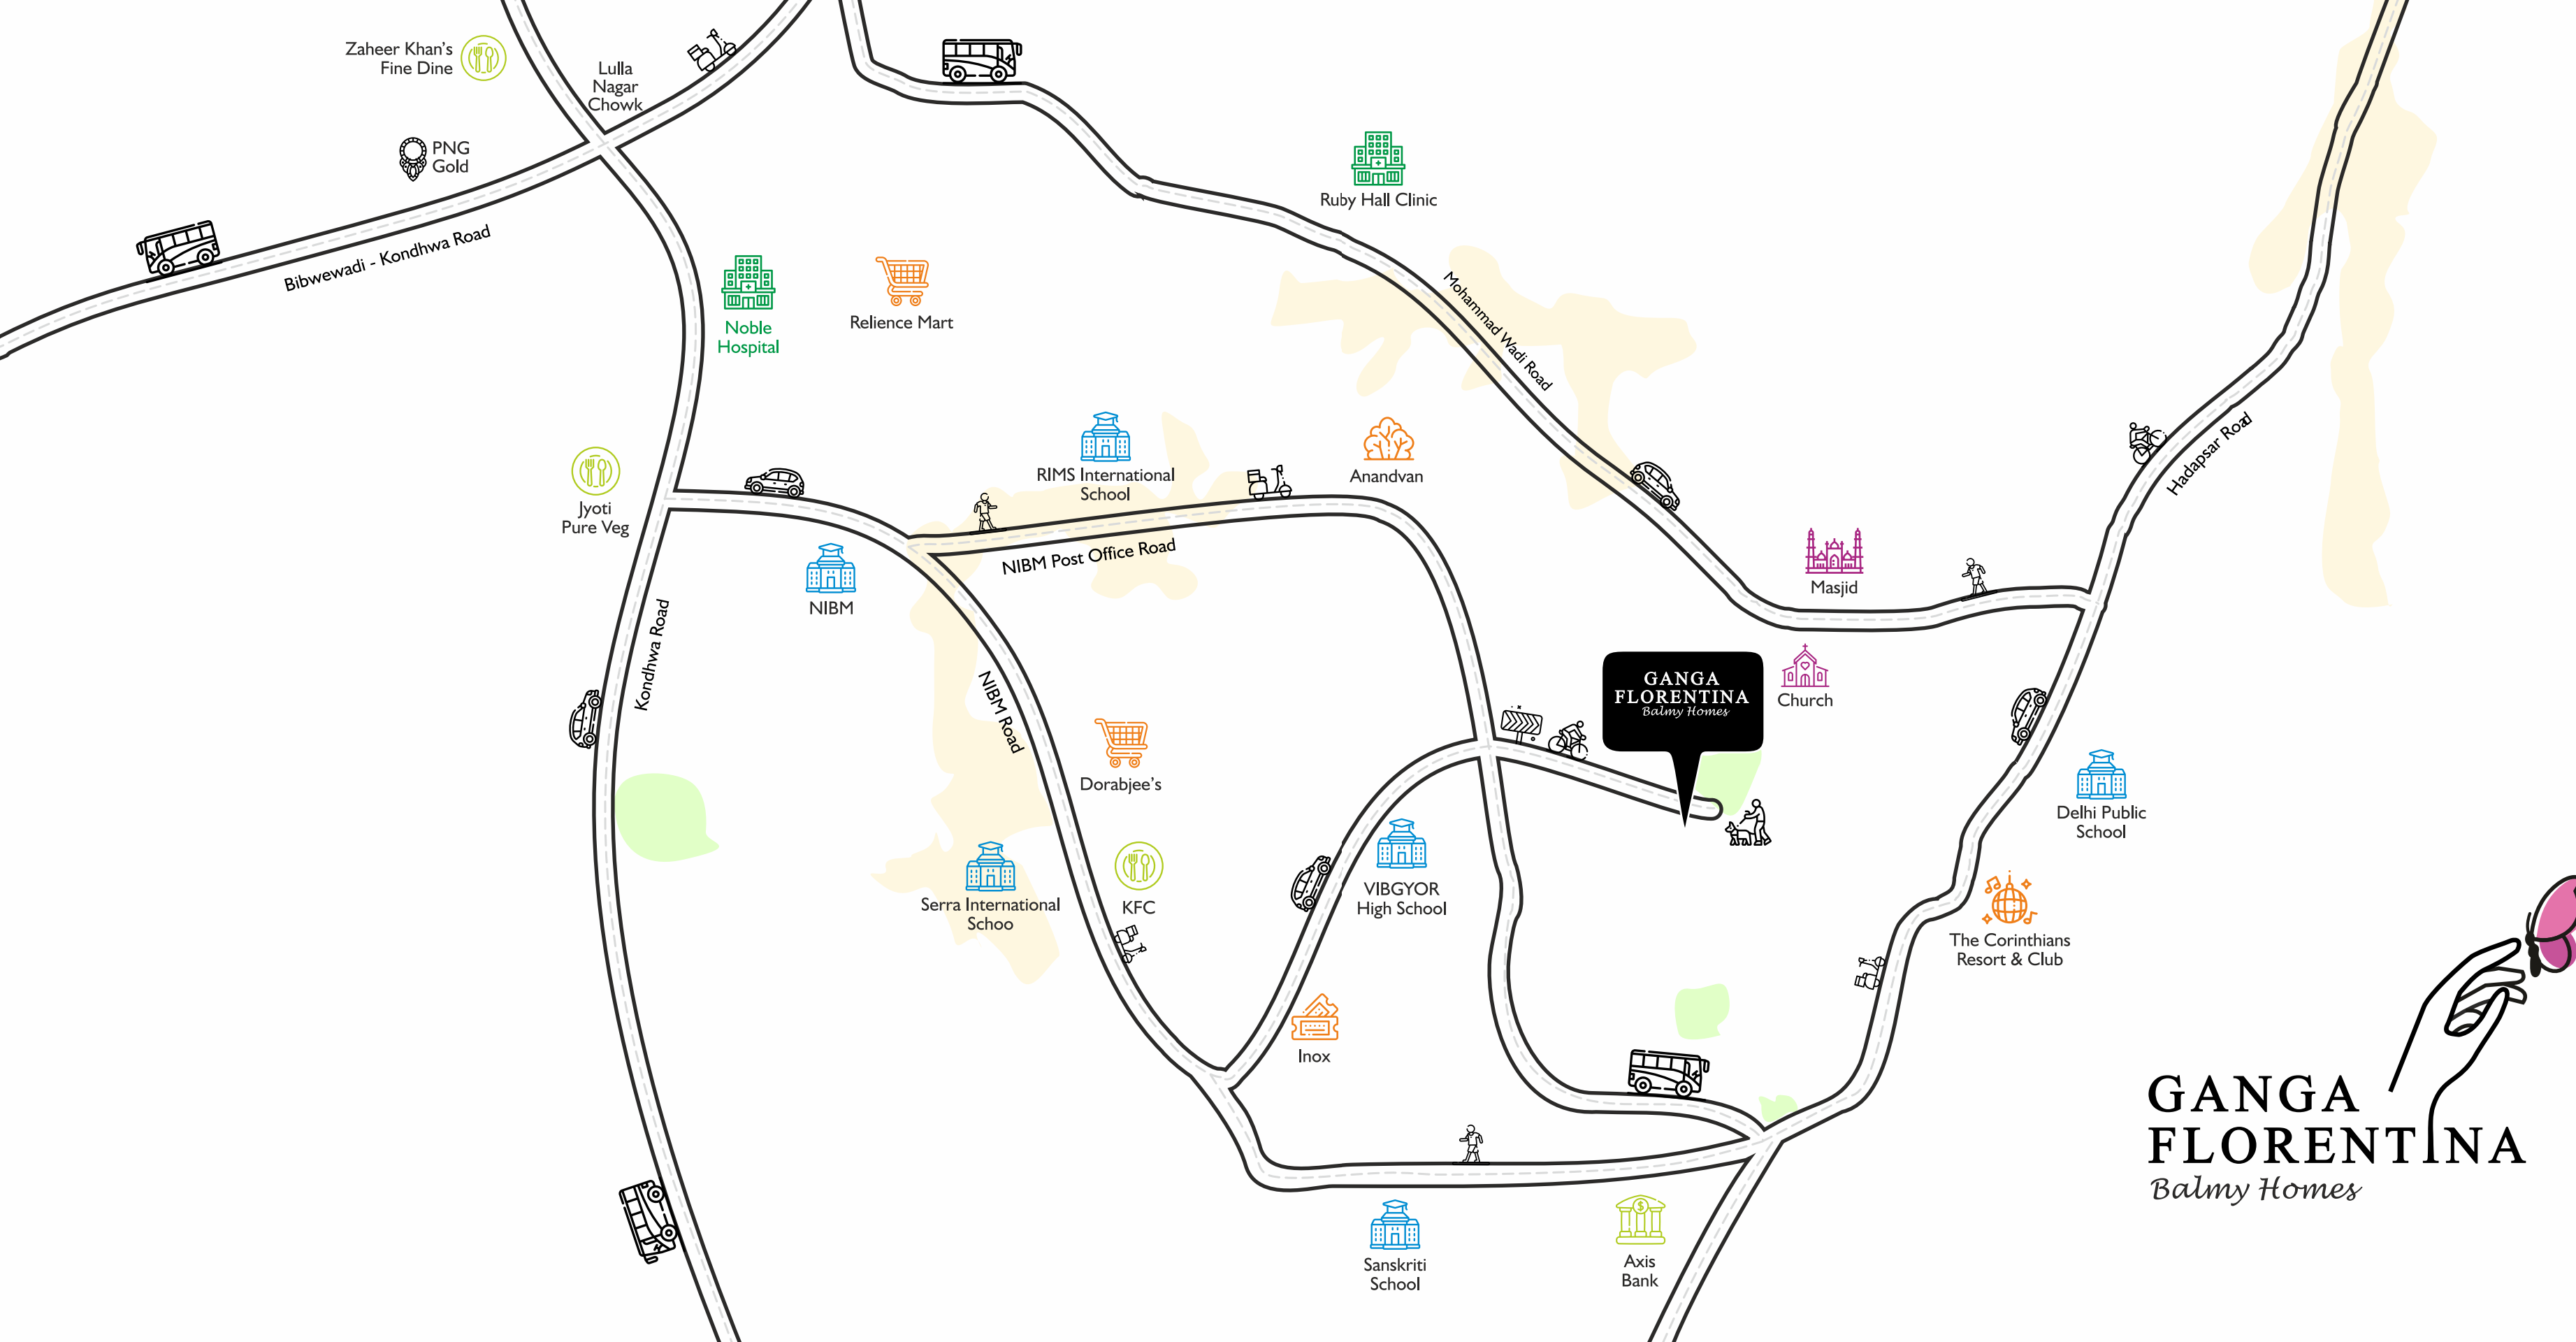 Zaheer Khan's
Fine Dine
Lulla
Nagar
Chowk
PNG
Gold
Bibwewadi - Kondhwa Road
Ruby Hall Clinic
Noble
Hospital
Relience Mart
Mohammad Wadi Road
RIMS International
School
Anandvan
Jyoti
Pure Veg
Hadapsar Road
NIBM Post Office Road
NIBM
Masjid
Kondhwa Road
NIBM Road
GANGA
FLORENTINA
Balmy Homes
Church
Dorabjee's
Delhi Public
School
KFC
Serra International
Schoo
VIBGYOR
High School
The Corinthians
Resort & Club
Inox
Sanskriti
School
Axis
Bank
GANGA
FLORENTINA
Balmy Homes